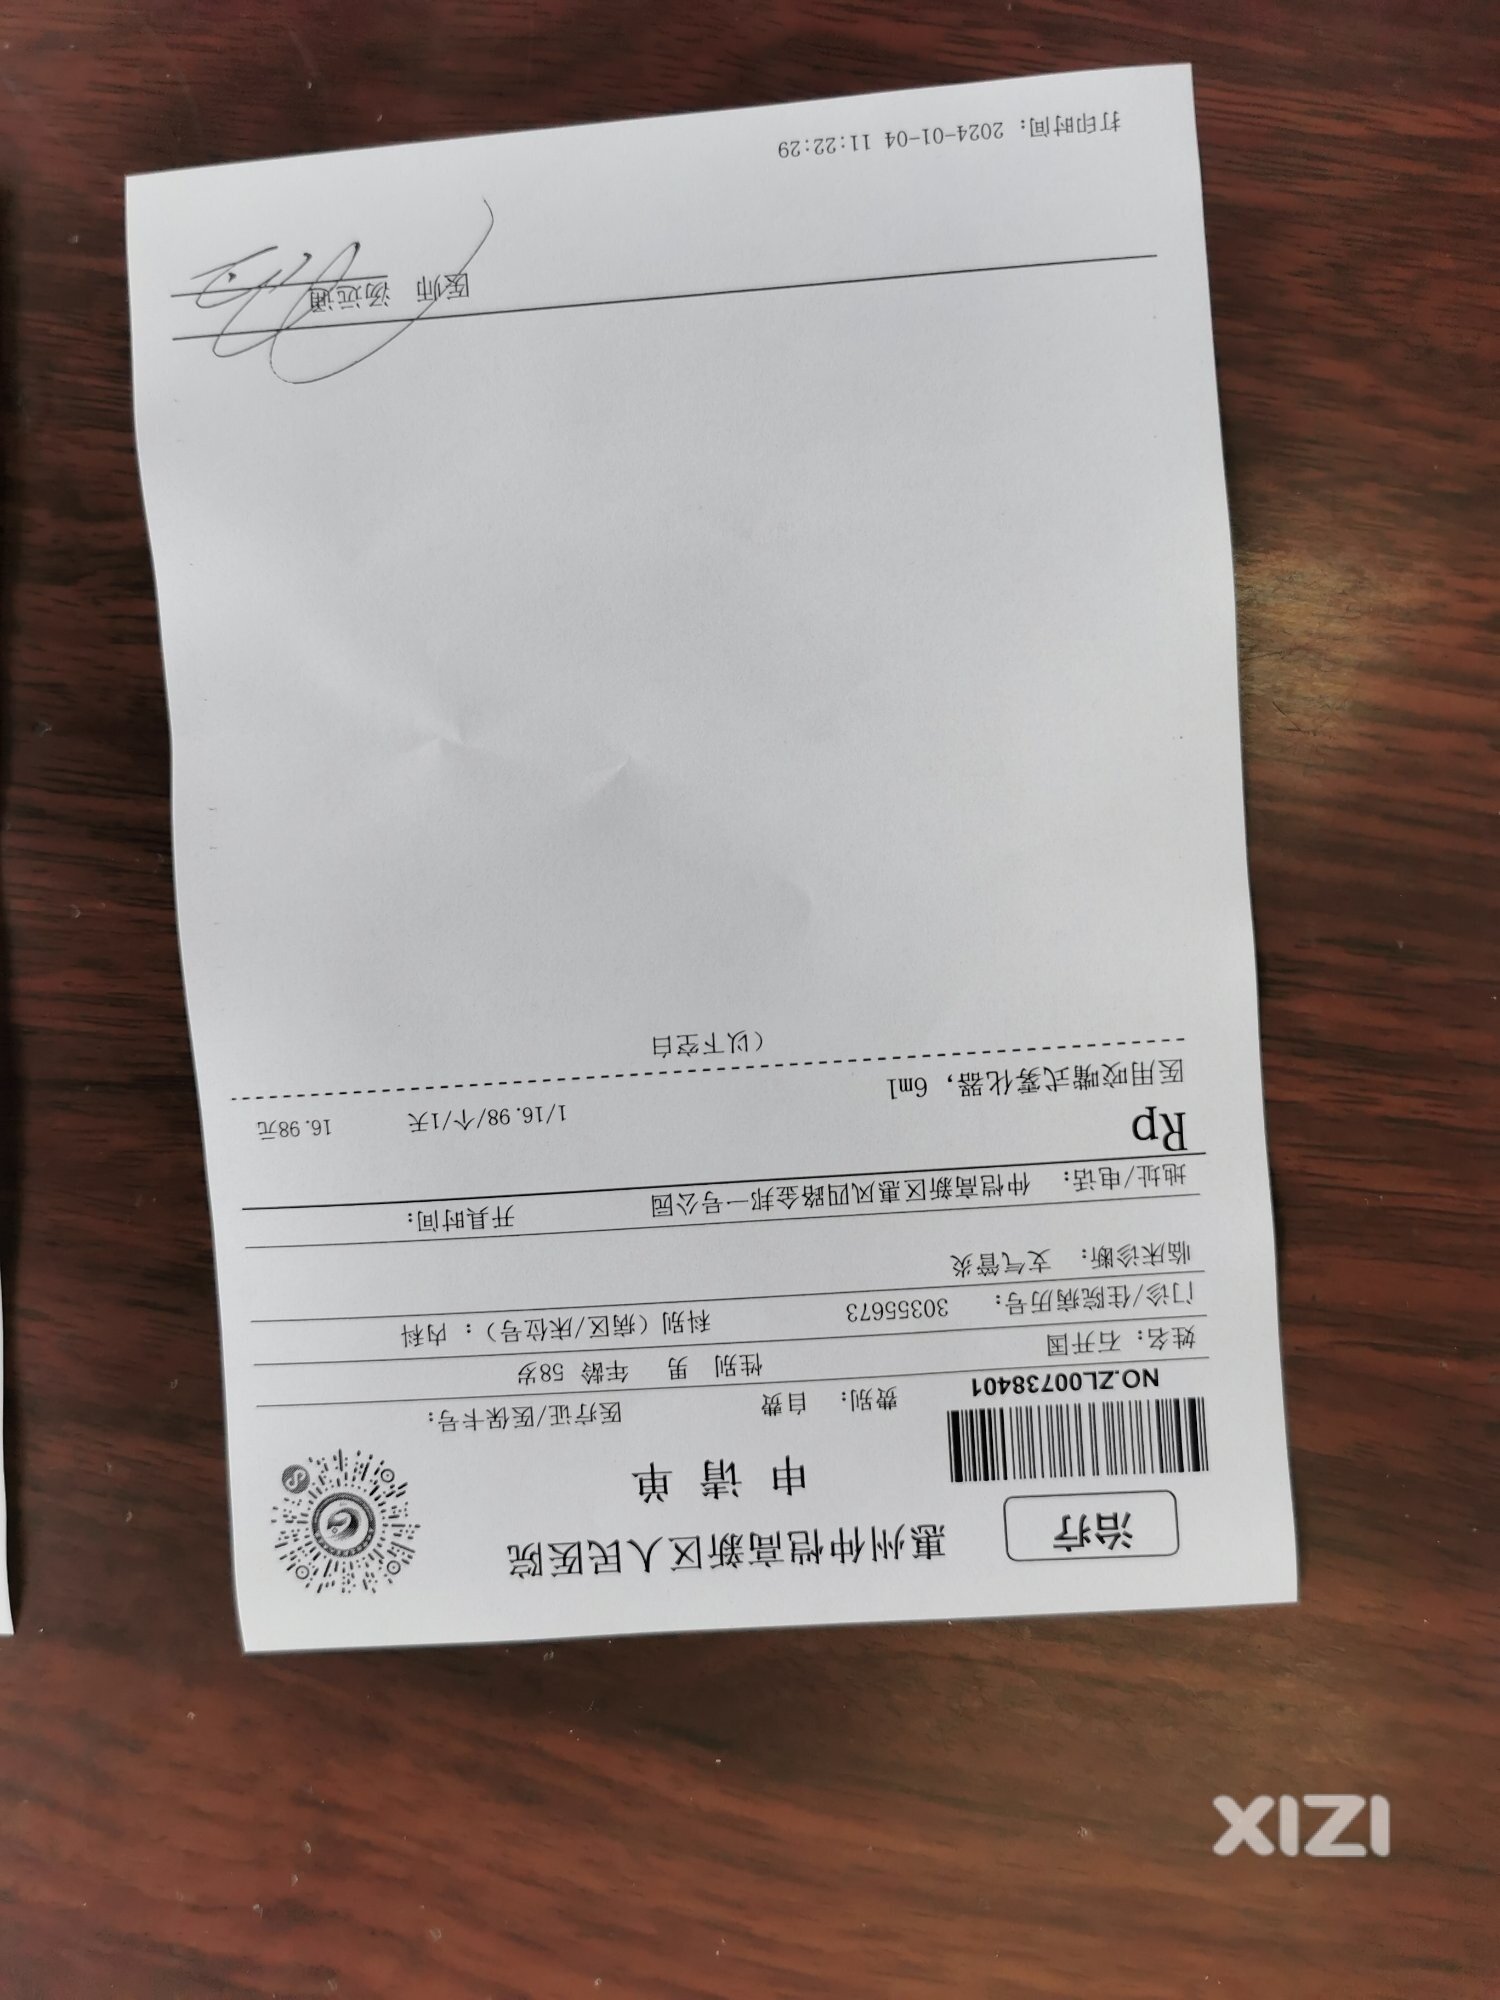 治疗
惠州仲恺高新区人民医院
申请单
NO.ZL00738401
费别： 自费 医疗证/医保卡号：
姓名：石开国 性别 男 年龄 58岁
门诊/住院病历号： 30355673 科别（病区/床位号）：内科
临床诊断： 支气管炎
地址/电话： 仲恺高新区惠风四路金邦一号公园 开具时间：
Rp
医用咬嘴式雾化器, 6ml 1/16.98/个/1天 16.98元
（以下空白
医师 汤远通
打印时间：2024-01-04 11:22:29
XIZI